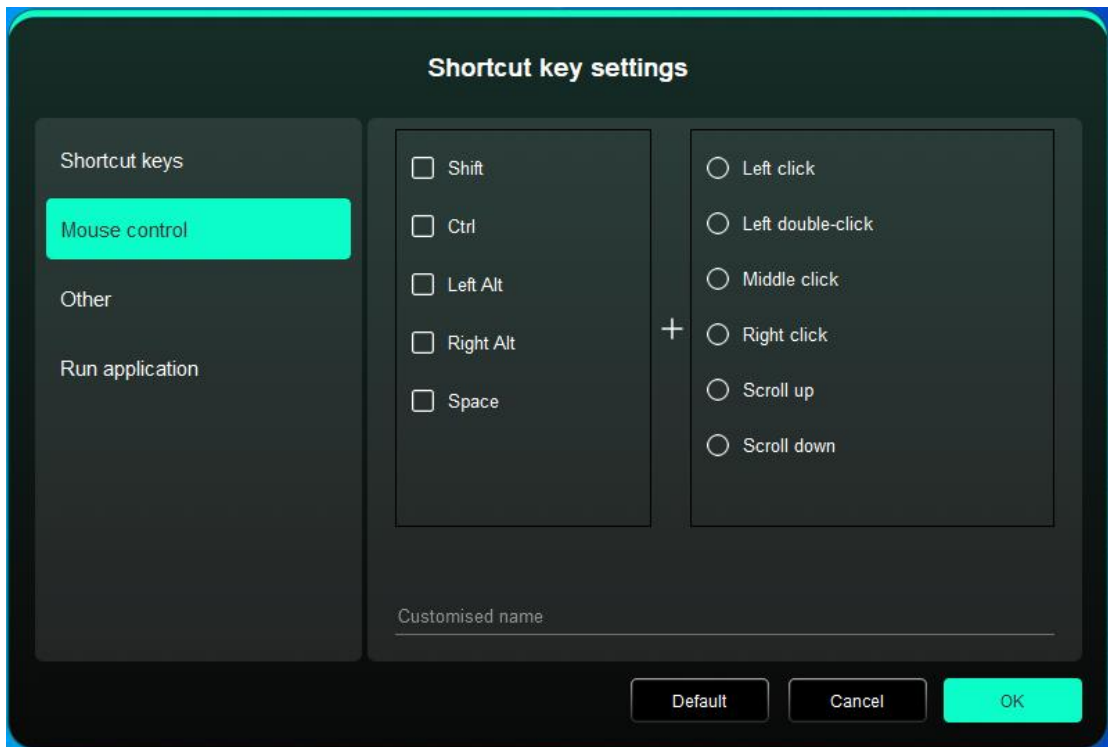 Shortcut key settings
Shortcut keys
Mouse control
Other
Run application
Shift
Ctrl
Left Alt
Right Alt
Space
+
Left click
Left double-click
Middle click
Right click
Scroll up
Scroll down
Customised name
Default
Cancel
OK